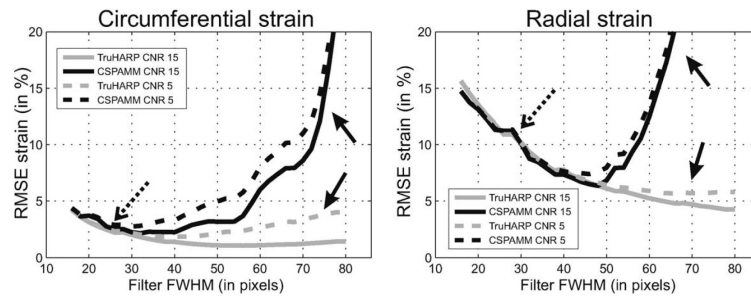 Circumferential strain
20
15
10
5
0
RMSE strain (in %)
TruHARP CNR 15
CSPAMM CNR 15
TruHARP CNR 5
CSPAMM CNR 5
10 20 30 40 50 60 70 80
Filter FWHM (in pixels)
Radial strain
20
15
10
5
0
RMSE strain (in %)
TruHARP CNR 15
CSPAMM CNR 15
TruHARP CNR 5
CSPAMM CNR 5
10 20 30 40 50 60 70 80
Filter FWHM (in pixels)